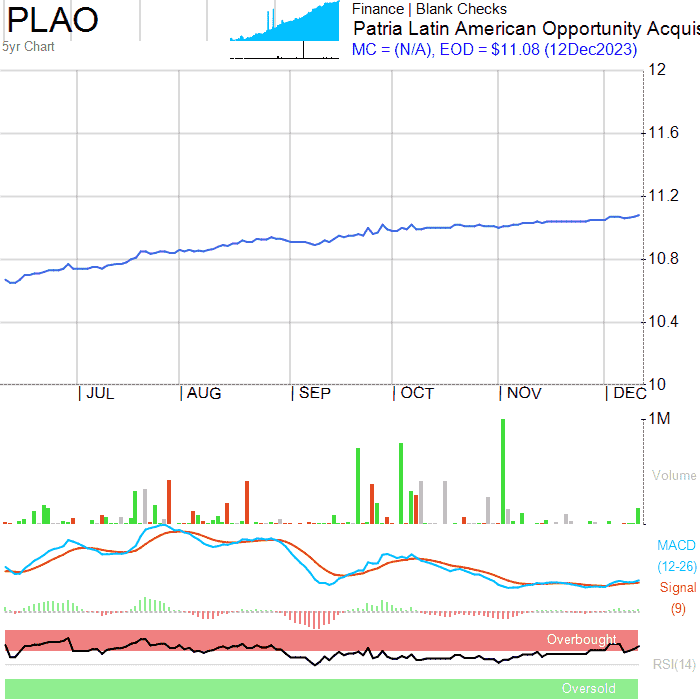 PLAO
5yr Chart
Finance | Blank Checks
Patria Latin American Opportunity Acquis
MC = (N/A), EOD = $11.08 (12Dec2023)
12
11.6
11.2
10.8
10.4
10
| JUL | AUG | SEP | OCT | NOV | DEC
1M
Volume
MACD
(12-26)
Signal
(9)
Overbought
RSI(14)
Oversold